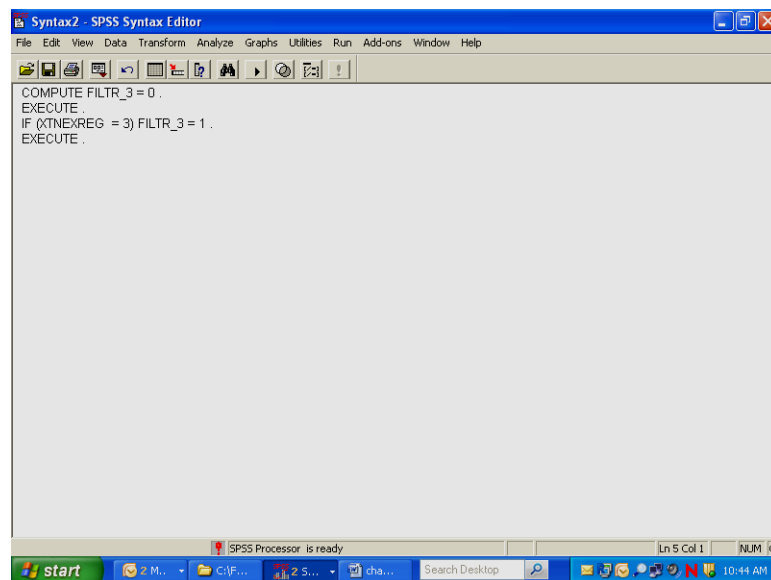 Syntax2 - SPSS Syntax Editor
File Edit View Data Transform Analyze Graphs Utilities Run Add-ons Window Help
COMPUTE FILTR_3 = 0 .
EXECUTE .
IF (XTNEXREG = 3) FILTR_3 = 1 .
EXECUTE .
SPSS Processor is ready
Ln 5 Col 1
NUM
start
2 M..
C:\F...
2 S...
cha...
Search Desktop
10:44 AM